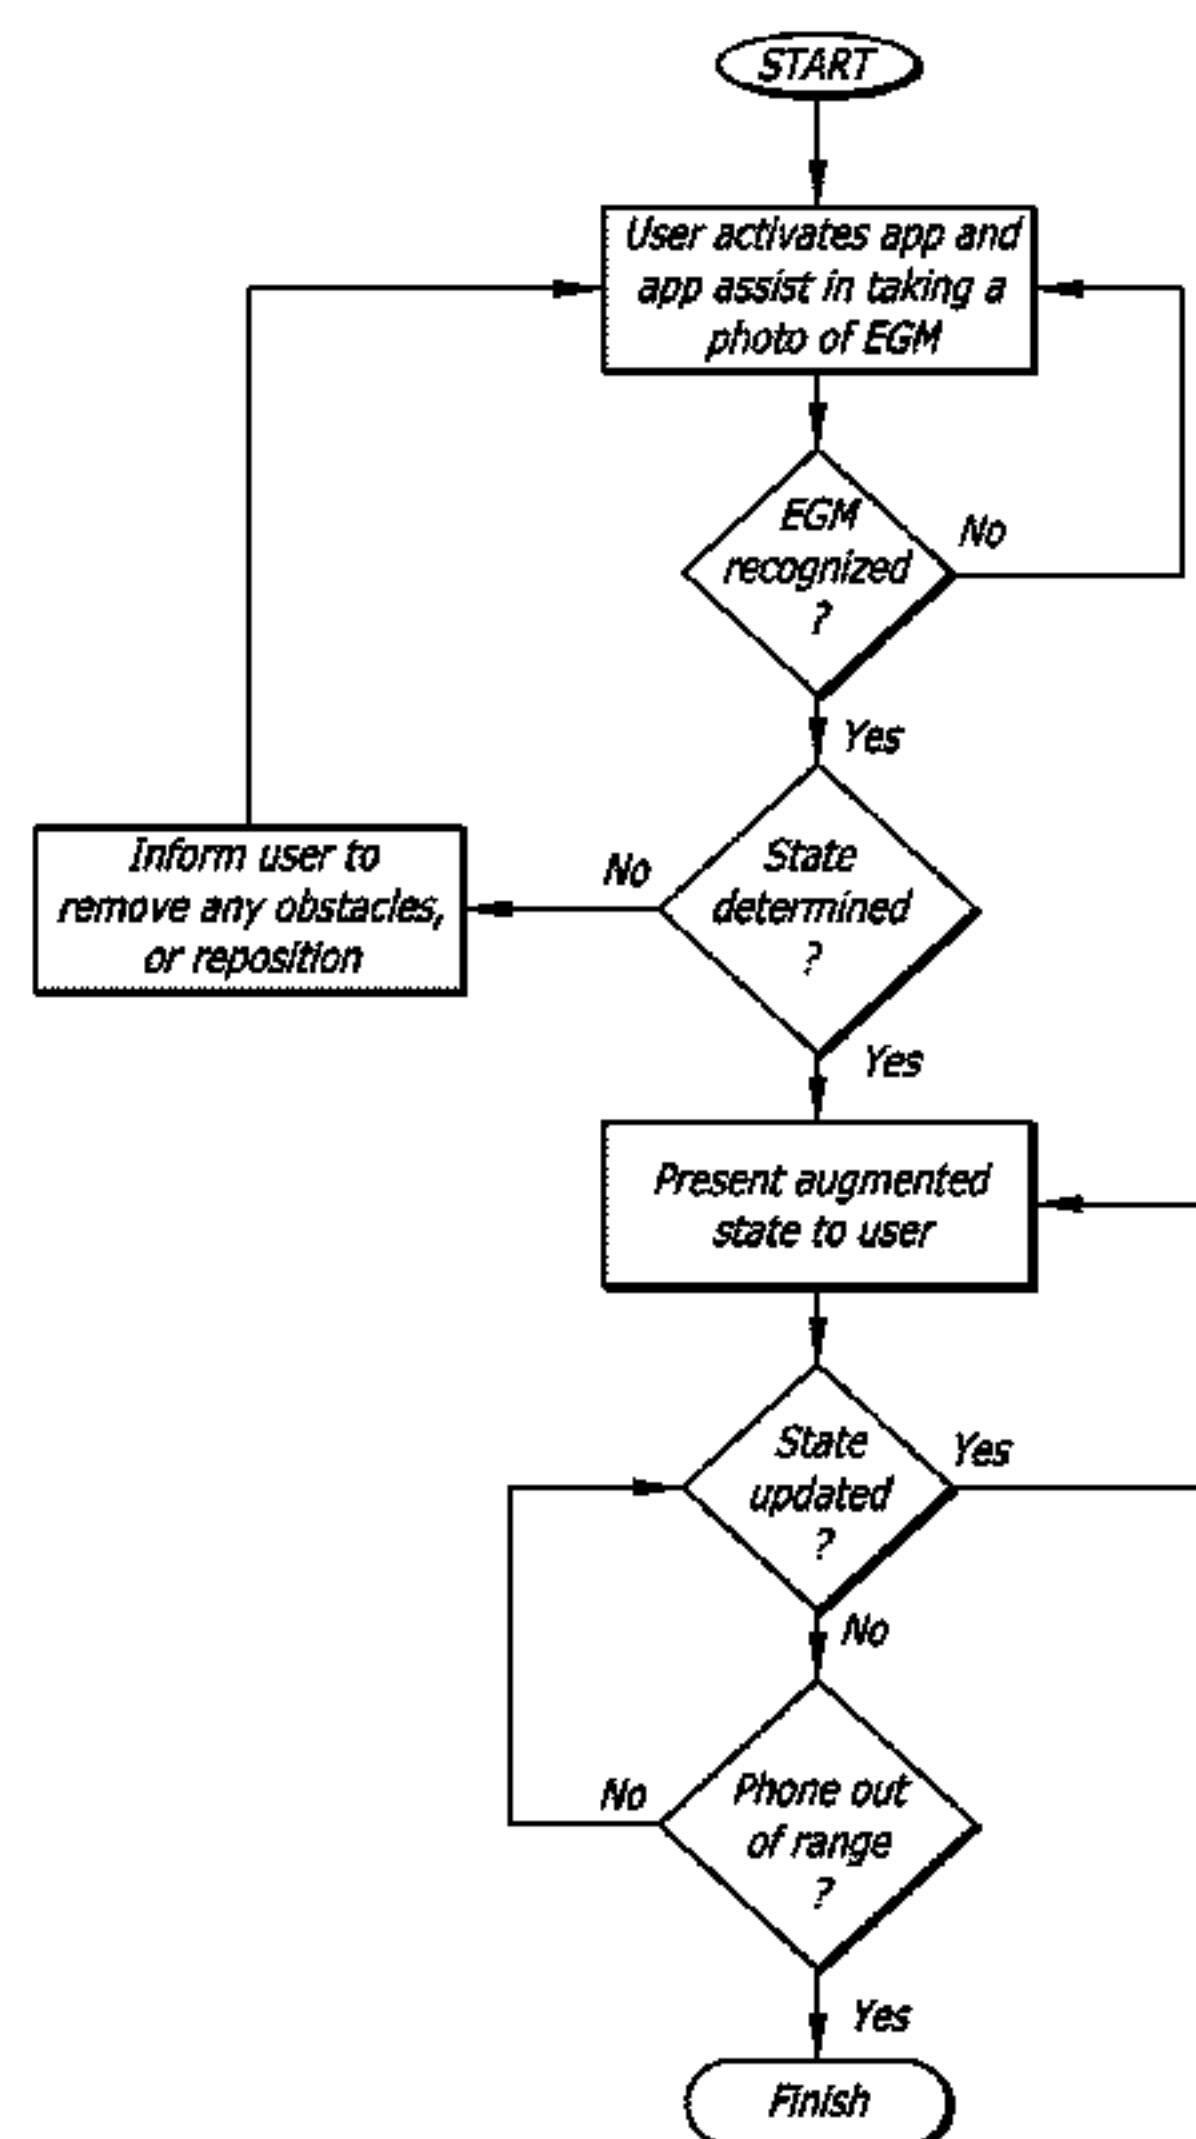 START
User activates app and
app assist in taking a
photo of EGM
EGM
recognized
?
No
Yes
State
determined
?
No
Inform user to
remove any obstacles,
or reposition
Yes
Present augmented
state to user
State
updated
?
Yes
No
Phone out
of range
?
No
Yes
Finish